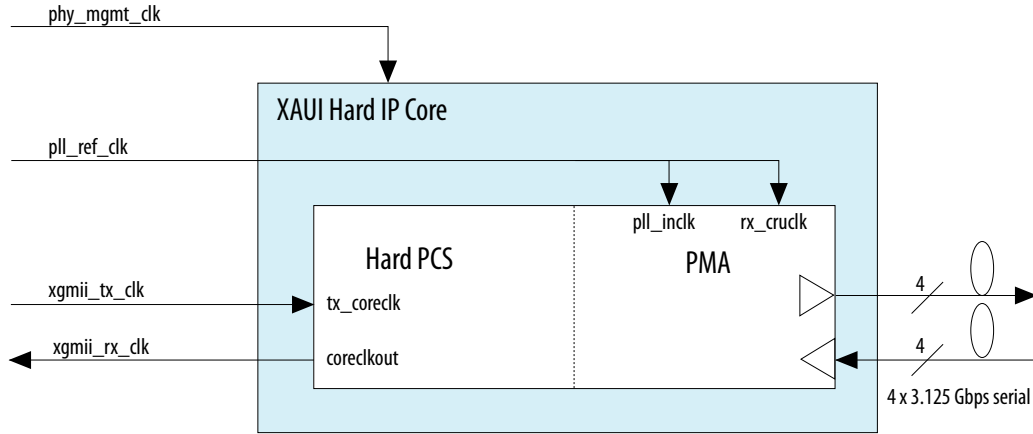 phy_mgmt_clk
XAUI Hard IP Core
pll_ref_clk
pll_inclk rx_cruclk
Hard PCS PMA
xgmii_tx_clk 4
tx_coreclk
xgmii_rx_clk 4
coreclkout
4 x 3.125 Gbps serial